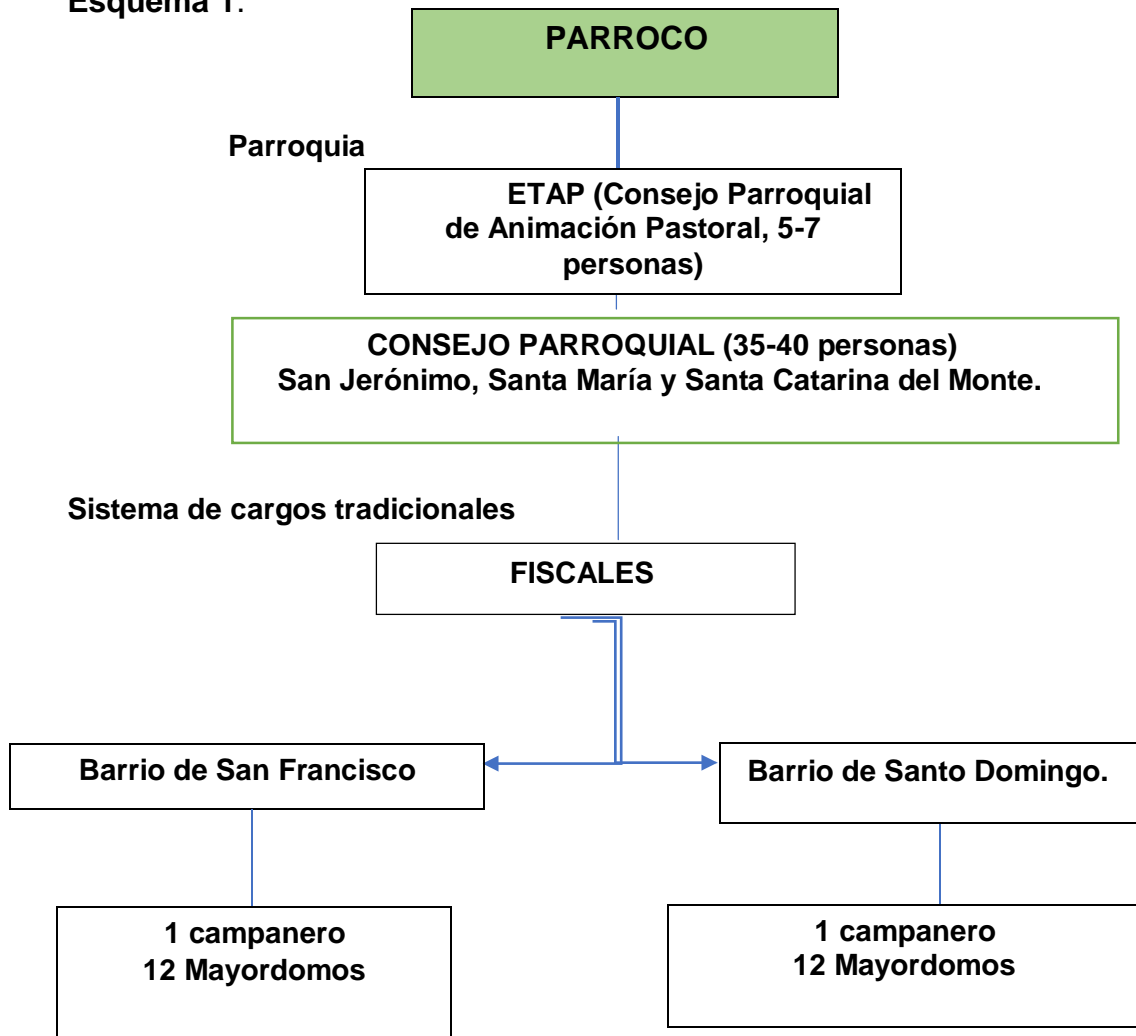 Esquema 1.
PARROCO
Parroquia
ETAP (Consejo Parroquial
de Animación Pastoral, 5-7
personas)
CONSEJO PARROQUIAL (35-40 personas)
San Jerónimo, Santa María y Santa Catarina del Monte.
Sistema de cargos tradicionales
FISCALES
Barrio de San Francisco
Barrio de Santo Domingo.
1 campanero
12 Mayordomos
1 campanero
12 Mayordomos